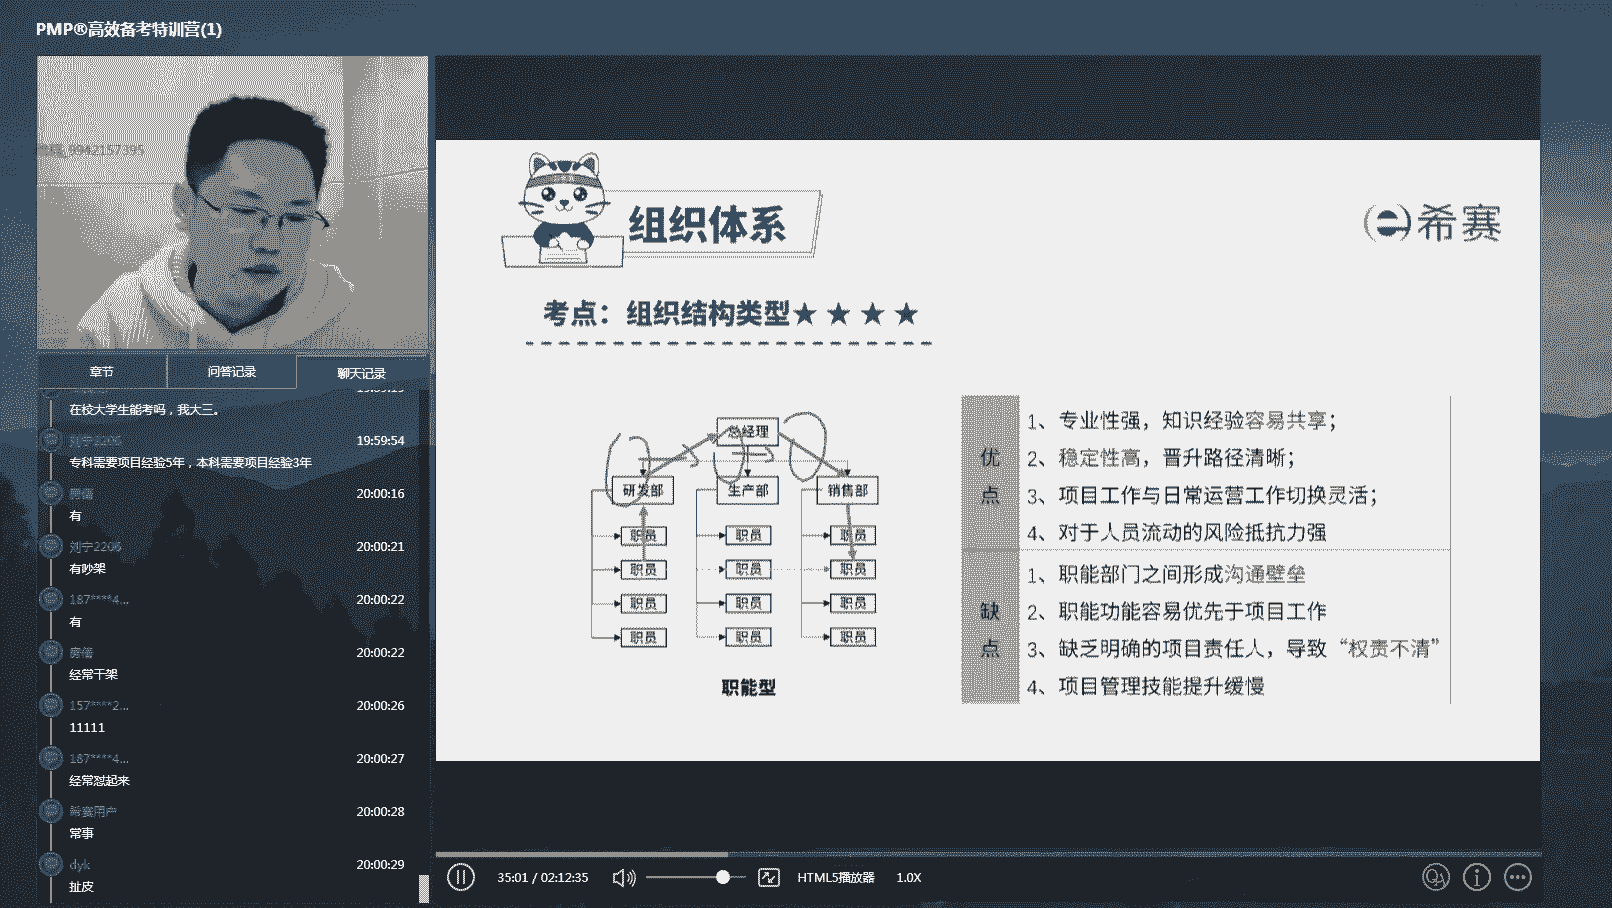 PMP®高效备考特训营(1)
9942157395
章节
问答记录
聊天记录
在校大学生能考吗，我大三。
刘宁2206
19:59:54
专科需要项目经验5年，本科需要项目经验3年
20:00:16
有
刘宁2206
20:00:21
有吵架
187****4...
20:00:22
有
20:00:22
经常干架
157****2...
20:00:26
11111
187****4...
20:00:27
经常怼起来
希赛用户
20:00:28
常事
dyk
20:00:29
扯皮
组织体系
希赛
考点：组织结构类型★★★★
总经理
研发部
生产部
销售部
职员
职员
职员
职员
职员
职员
职员
职员
职员
职员
职员
职员
职能型
优点
1、专业性强，知识经验容易共享；
2、稳定性高，晋升路径清晰；
3、项目工作与日常运营工作切换灵活；
4、对于人员流动的风险抵抗力强
缺点
1、职能部门之间形成沟通壁垒
2、职能功能容易优先于项目工作
3、缺乏明确的项目责任人，导致“权责不清”
4、项目管理技能提升缓慢
35:01 / 02:12:35
HTML5播放器
1.0X